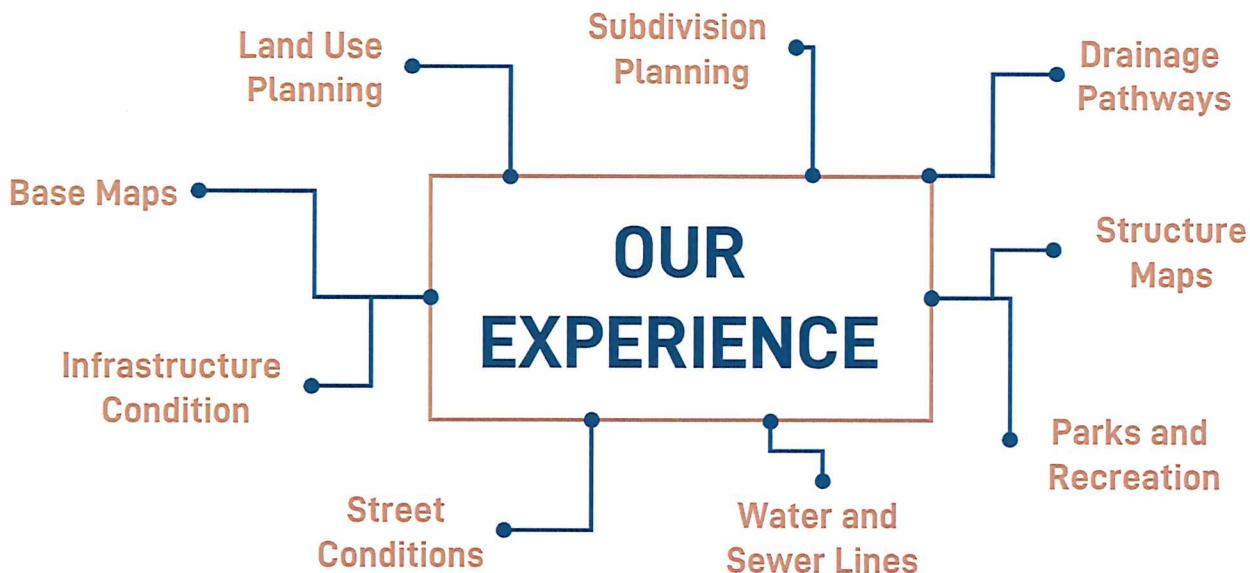 Land Use
Planning
Subdivision
Planning
Drainage
Pathways
Base Maps
OUR
EXPERIENCE
Structure
Maps
Infrastructure
Condition
Parks and
Recreation
Street
Conditions
Water and
Sewer Lines